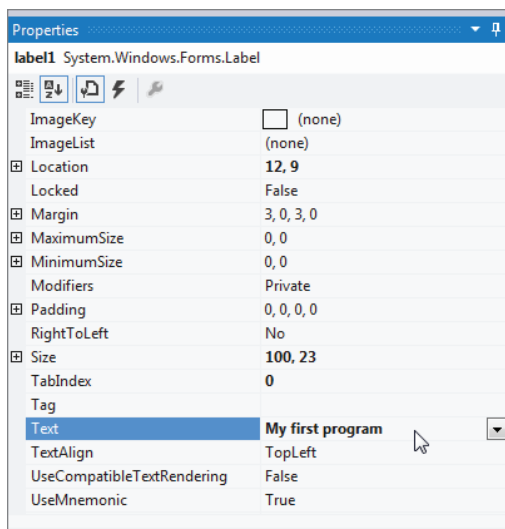 Properties
label1 System.Windows.Forms.Label
ImageKey (none)
ImageList (none)
Location 12, 9
Locked False
Margin 3, 0, 3, 0
MaximumSize 0, 0
MinimumSize 0, 0
Modifiers Private
Padding 0, 0, 0, 0
RightToLeft No
Size 100, 23
TabIndex 0
Tag
Text My first program
TextAlign TopLeft
UseCompatibleTextRendering False
UseMnemonic True